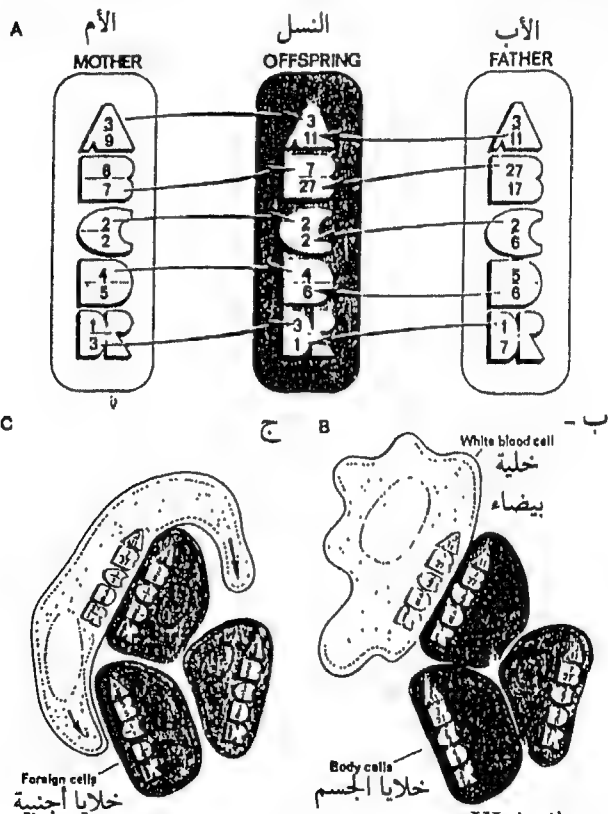 A
الأم النسل الأب
MOTHER OFFSPRING FATHER
3 3 3
9 11 11
8 7 27
7 27 17
2 2 2
2 2 6
4 4 5
5 6 6
1 3 1
3 1 7
C ج B ب -
White blood cell
خلية
بيضاء
Foreign cells
خلايا أجنبية
Body cells
خلايا الجسم